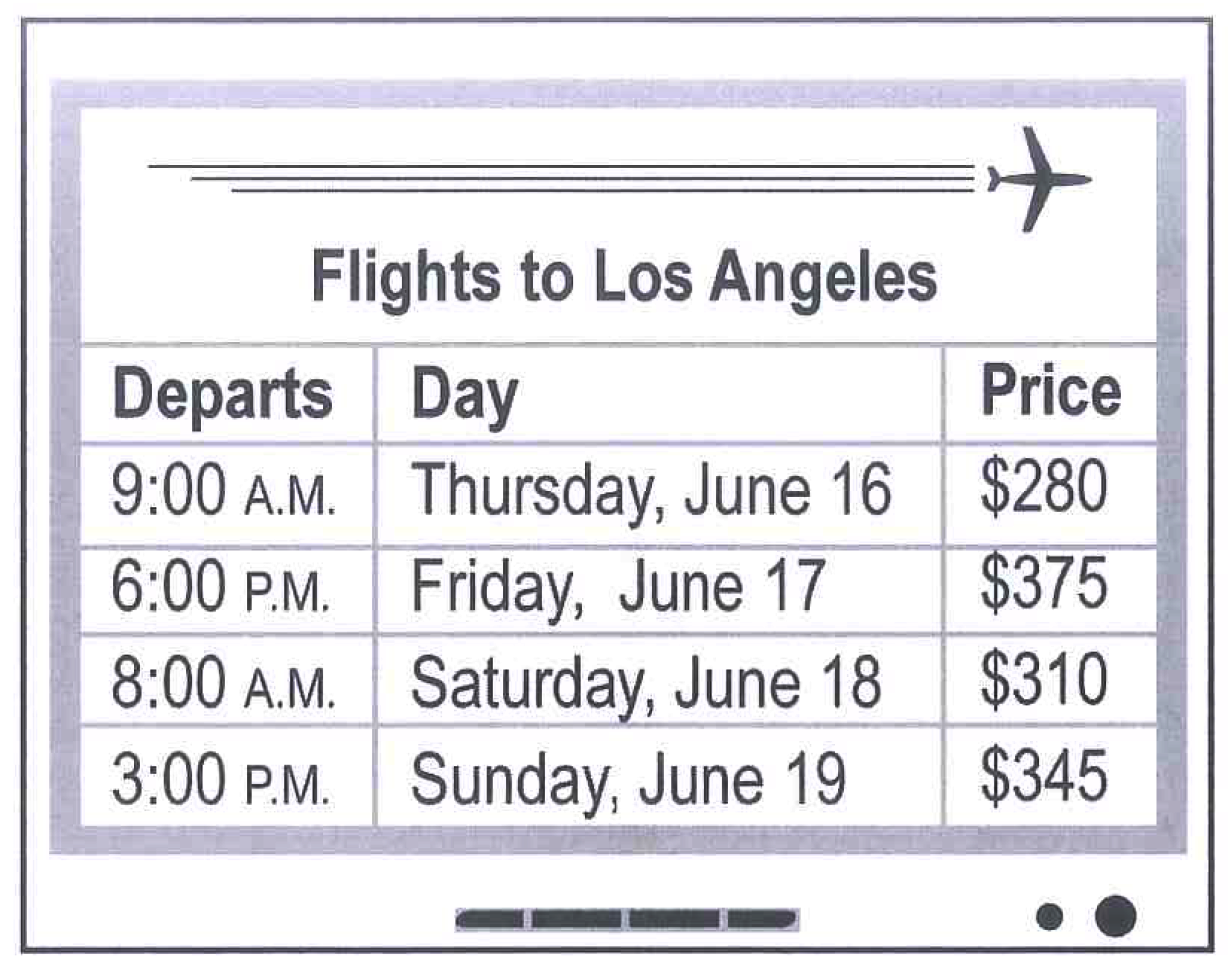 Flights to Los Angeles
Departs Day Price
9:00 A.M. Thursday, June 16 $280
6:00 P.M. Friday, June 17 $375
8:00 A.M. Saturday, June 18 $310
3:00 P.M. Sunday, June 19 $345